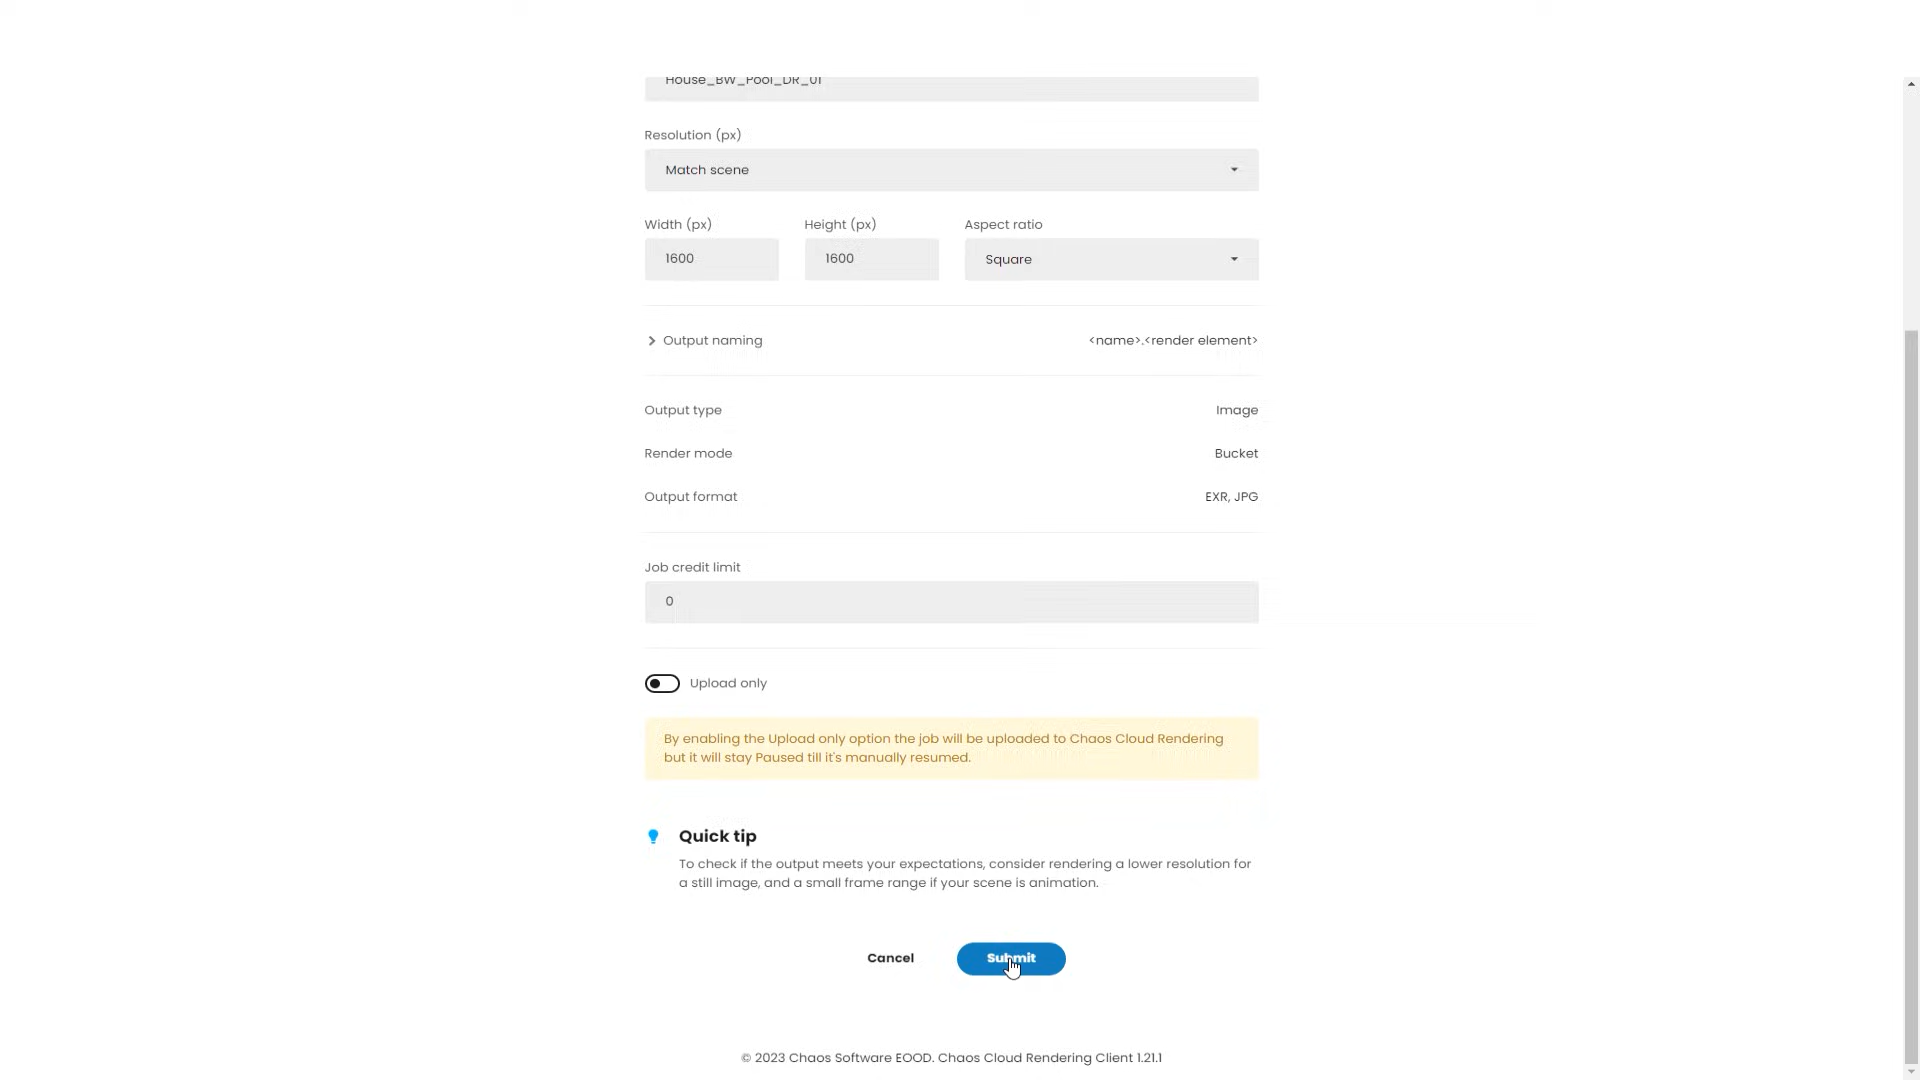 House_BW_Pool_DR_01
Resolution (px)
Match scene
Width (px) Height (px) Aspect ratio
1600 1600 Square
Output naming <name>.<render element>
Output type Image
Render mode Bucket
Output format EXR, JPG
Job credit limit
0
Upload only
By enabling the Upload only option the job will be uploaded to Chaos Cloud Rendering
but it will stay Paused till it's manually resumed.
Quick tip
To check if the output meets your expectations, consider rendering a lower resolution for
a still image, and a small frame range if your scene is animation.
Cancel Submit
© 2023 Chaos Software EOOD. Chaos Cloud Rendering Client 1.21.1